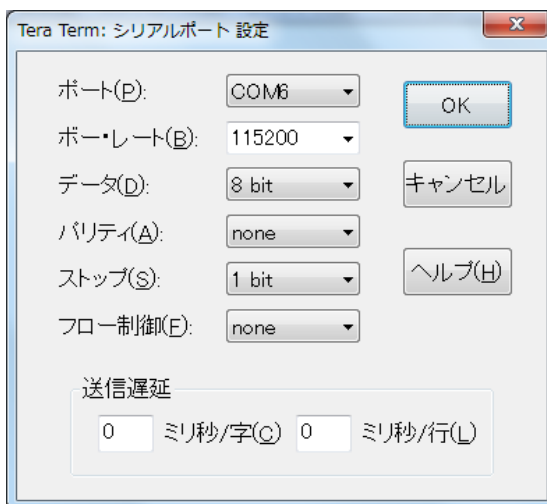 Tera Term: シリアルポート 設定
X
ポート(P): COM6
OK
ボー・レート(B): 115200
データ(D): 8 bit
キャンセル
パリティ(A): none
ストップ(S): 1 bit
ヘルプ(H)
フロー制御(F): none
送信遅延
0 ミリ秒/字(C) 0 ミリ秒/行(L)